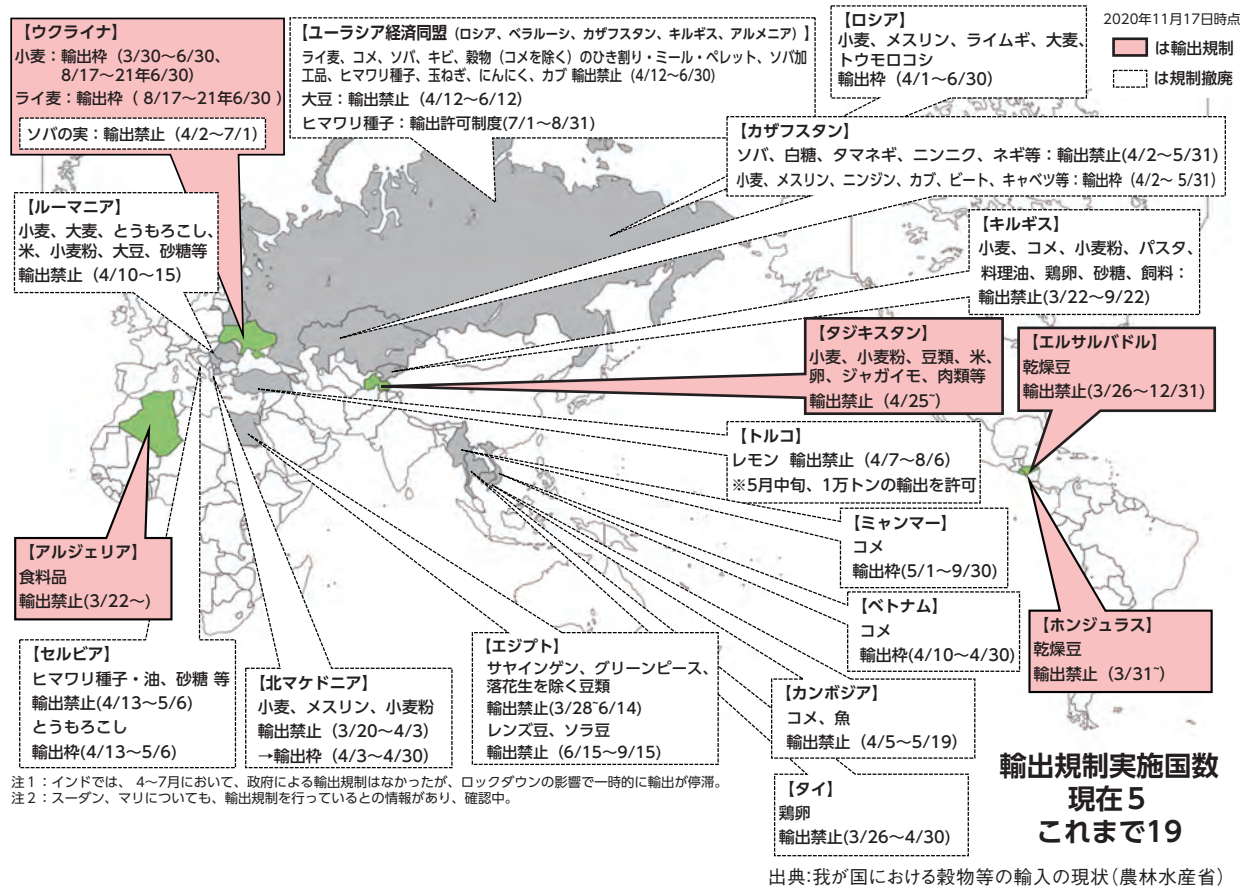 【ウクライナ】
小麦：輸出枠（3/30～6/30、
8/17～21年6/30）
ライ麦：輸出枠（ 8/17～21年6/30 ）
ソバの実：輸出禁止（4/2～7/1）
【ユーラシア経済同盟（ロシア、ベラルーシ、カザフスタン、キルギス、アルメニア）】
ライ麦、コメ、ソバ、キビ、穀物（コメを除く）のひき割り・ミール・ペレット、ソバ加
工品、ヒマワリ種子、玉ねぎ、にんにく、カブ 輸出禁止（4/12～6/30）
大豆：輸出禁止（4/12～6/12）
ヒマワリ種子：輸出許可制度(7/1～8/31)
【ロシア】
小麦、メスリン、ライムギ、大麦、
トウモロコシ
輸出枠（4/1～6/30）
2020年11月17日時点
は輸出規制
は規制撤廃
【カザフスタン】
ソバ、白糖、タマネギ、ニンニク、ネギ等：輸出禁止(4/2～5/31)
小麦、メスリン、ニンジン、カブ、ビート、キャベツ等：輸出枠（4/2～ 5/31)
【ルーマニア】
小麦、大麦、とうもろこし、
米、小麦粉、大豆、砂糖等
輸出禁止（4/10～15）
【キルギス】
小麦、コメ、小麦粉、パスタ、
料理油、鶏卵、砂糖、飼料：
輸出禁止(3/22～9/22)
【タジキスタン】
小麦、小麦粉、豆類、米、
卵、ジャガイモ、肉類等
輸出禁止（4/25~）
【エルサルバドル】
乾燥豆
輸出禁止(3/26～12/31)
【トルコ】
レモン 輸出禁止（4/7～8/6）
※5月中旬、1万トンの輸出を許可
【ミャンマー】
コメ
輸出枠(5/1～9/30)
【アルジェリア】
食料品
輸出禁止(3/22～)
【ベトナム】
コメ
輸出枠(4/10～4/30)
【ホンジュラス】
乾燥豆
輸出禁止（3/31~)
【セルビア】
ヒマワリ種子・油、砂糖 等
輸出禁止(4/13～5/6)
とうもろこし
輸出枠(4/13～5/6)
【北マケドニア】
小麦、メスリン、小麦粉
輸出禁止（3/20～4/3）
→輸出枠（4/3～4/30）
【エジプト】
サヤインゲン、グリーンピース、
落花生を除く豆類
輸出禁止(3/28~6/14)
レンズ豆、ソラ豆
輸出禁止（6/15～9/15）
【カンボジア】
コメ、魚
輸出禁止（4/5～5/19）
【タイ】
鶏卵
輸出禁止(3/26～4/30)
輸出規制実施国数
現在5
これまで19
注1：インドでは、 4～7月において、政府による輸出規制はなかったが、ロックダウンの影響で一時的に輸出が停滞。
注2：スーダン、マリについても、輸出規制を行っているとの情報があり、確認中。
出典:我が国における穀物等の輸入の現状（農林水産省）